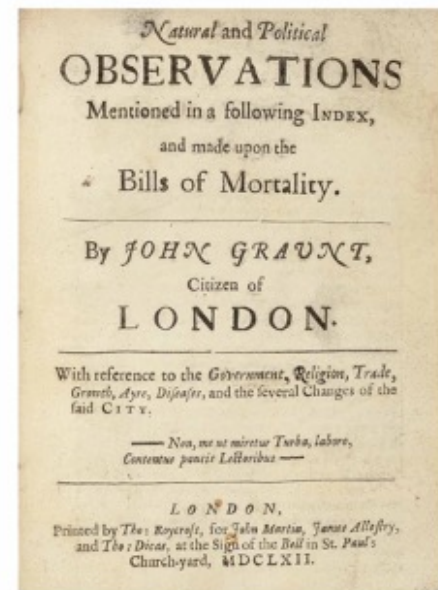 Natural and Political
OBSERVATIONS
Mentioned in a following INDEX,
and made upon the
Bills of Mortality.
By JOHN GRAUNT,
Citizen of
LONDON.
With reference to the Government, Religion, Trade,
Growth, Ayre, Diseases, and the several Changes of the
said CITY.
— Non, me ut miretur Turba, laboro,
Contentus paucis Lectoribus —
LONDON,
Printed by Tho: Roycroft, for John Martin, James Allestry,
and Tho: Dicas, at the Sign of the Bell in St. Paul's
Church-yard, MDCLXII.